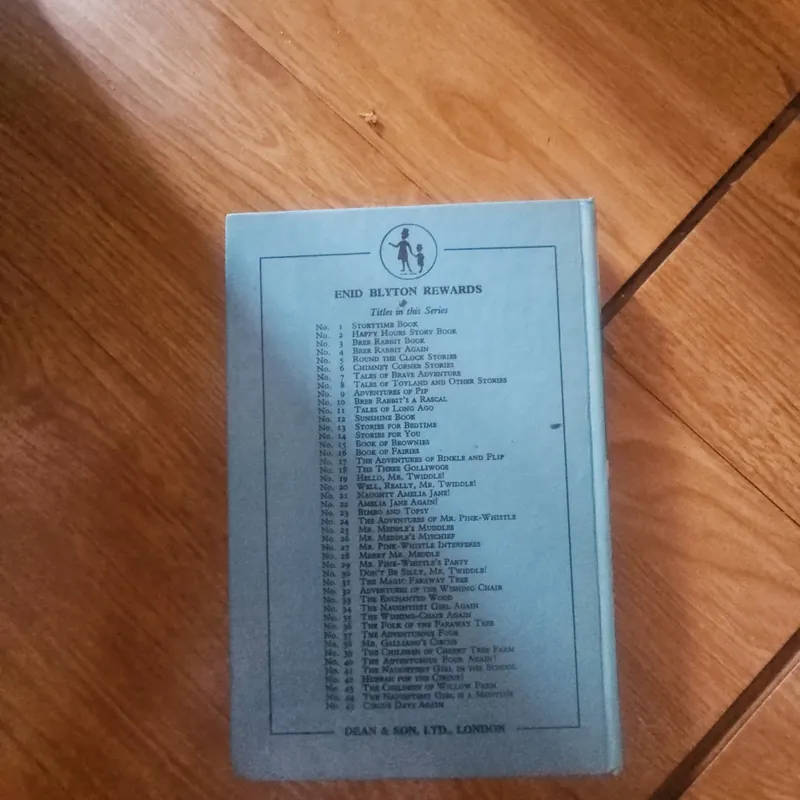 ENID BLYTON REWARDS
Titles in this Series
No. 1 STORYTIME BOOK
No. 2 HAPPY HOURS STORY BOOK
No. 3 BRER RABBIT BOOK
No. 4 BRER RABBIT AGAIN
No. 5 ROUND THE CLOCK STORIES
No. 6 CHIMNEY CORNER STORIES
No. 7 TALES OF BRAVE ADVENTURE
No. 8 TALES OF TOYLAND AND OTHER STORIES
No. 9 ADVENTURES OF PIP
No. 10 BRER RABBIT'S A RASCAL
No. 11 TALES OF LONG AGO
No. 12 SUNSHINE BOOK
No. 13 STORIES FOR BEDTIME
No. 14 STORIES FOR YOU
No. 15 BOOK OF BROWNIES
No. 16 BOOK OF FAIRIES
No. 17 THE ADVENTURES OF BINKLE AND FLIP
No. 18 THE THREE GOLLIWOGS
No. 19 HELLO, MR. TWIDDLE!
No. 20 WELL, REALLY, MR. TWIDDLE!
No. 21 NAUGHTY AMELIA JANE!
No. 22 AMELIA JANE AGAIN!
No. 23 BIMBO AND TOPSY
No. 24 THE ADVENTURES OF MR. PINK-WHISTLE
No. 25 MR. MEDDLE'S MUDDLES
No. 26 MR. MEDDLE'S MISCHIEF
No. 27 MR. PINK-WHISTLE INTERFERES
No. 28 MERRY MR. MEDDLE
No. 29 MR. PINK-WHISTLE'S PARTY
No. 30 DON'T BE SILLY, MR. TWIDDLE!
No. 31 THE MAGIC FARAWAY TREE
No. 32 ADVENTURES OF THE WISHING CHAIR
No. 33 THE ENCHANTED WOOD
No. 34 THE NAUGHTIEST GIRL AGAIN
No. 35 THE WISHING-CHAIR AGAIN
No. 36 THE FOLK OF THE FARAWAY TREE
No. 37 THE ADVENTUROUS FOUR
No. 38 MR. GALLIANO'S CIRCUS
No. 39 THE CHILDREN OF CHERRY TREE FARM
No. 40 THE ADVENTUROUS FOUR AGAIN!
No. 41 THE NAUGHTIEST GIRL IN THE SCHOOL
No. 42 HURRAH FOR THE CIRCUS!
No. 43 THE CHILDREN OF WILLOW FARM
No. 44 THE NAUGHTIEST GIRL IS A MONITOR
No. 45 CIRCUS DAYS AGAIN
DEAN & SON, LTD., LONDON